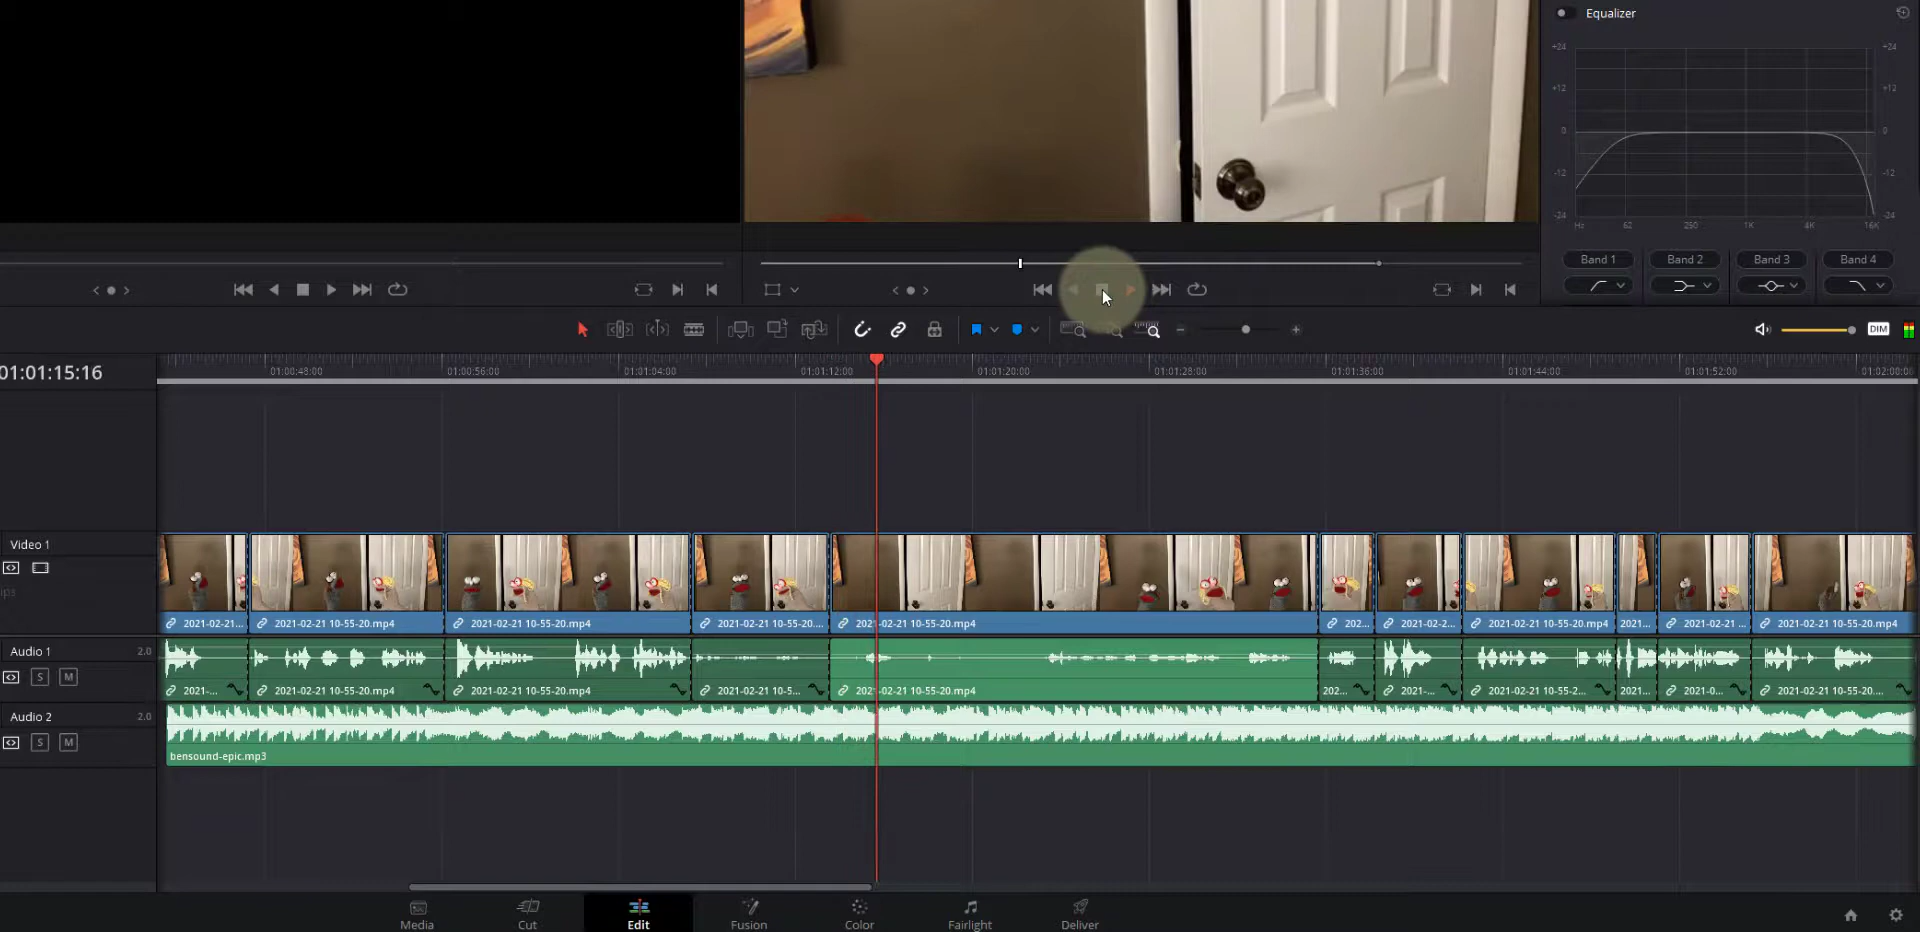 Equalizer
+24 +24
+12 +12
0 0
-12 -12
-24 -24
Hz 62 250 1K 4K 16K
Band 1 Band 2 Band 3 Band 4
DIM
01:01:15:16
01:00:48:00 01:00:56:00 01:01:04:00 01:01:12:00 01:01:20:00 01:01:28:00 01:01:36:00 01:01:44:00 01:01:52:00 01:02:00:00
Video 1
ips
2021-02-21... 2021-02-21 10-55-20.mp4 2021-02-21 10-55-20.mp4 2021-02-21 10-55-20.... 2021-02-21 10-55-20.mp4 202... 2021-02-2... 2021-02-21 10-55-20.mp4 2021... 2021-02-21 ... 2021-02-21 10-55-20.mp4
Audio 1 2.0
S M
2021-... 2021-02-21 10-55-20.mp4 2021-02-21 10-55-20.mp4 2021-02-21 10-5... 2021-02-21 10-55-20.mp4 202... 2021-... 2021-02-21 10-55-2... 2021... 2021-0... 2021-02-21 10-55-20....
Audio 2 2.0
S M
bensound-epic.mp3
Media Cut Edit Fusion Color Fairlight Deliver